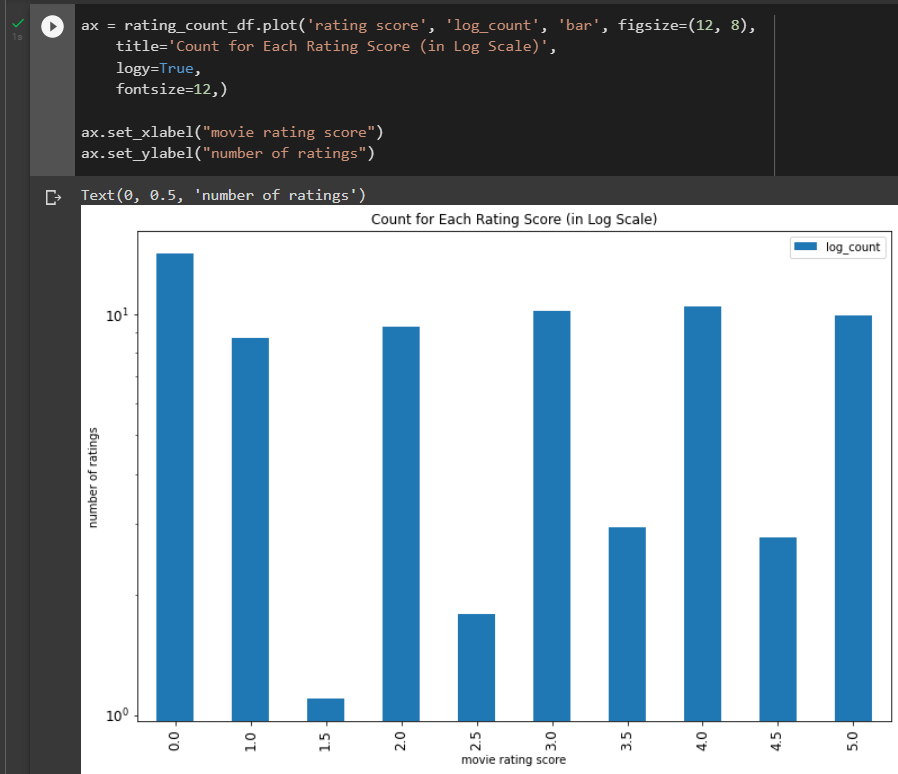 ax = rating_count_df.plot('rating score', 'log_count', 'bar', figsize=(12, 8),
title='Count for Each Rating Score (in Log Scale)',
logy=True,
fontsize=12,)
ax.set_xlabel("movie rating score")
ax.set_ylabel("number of ratings")
1s
Text(0, 0.5, 'number of ratings')
Count for Each Rating Score (in Log Scale)
log_count
10¹
number of ratings
10⁰
0.0 1.0 1.5 2.0 2.5 3.0 3.5 4.0 4.5 5.0
movie rating score